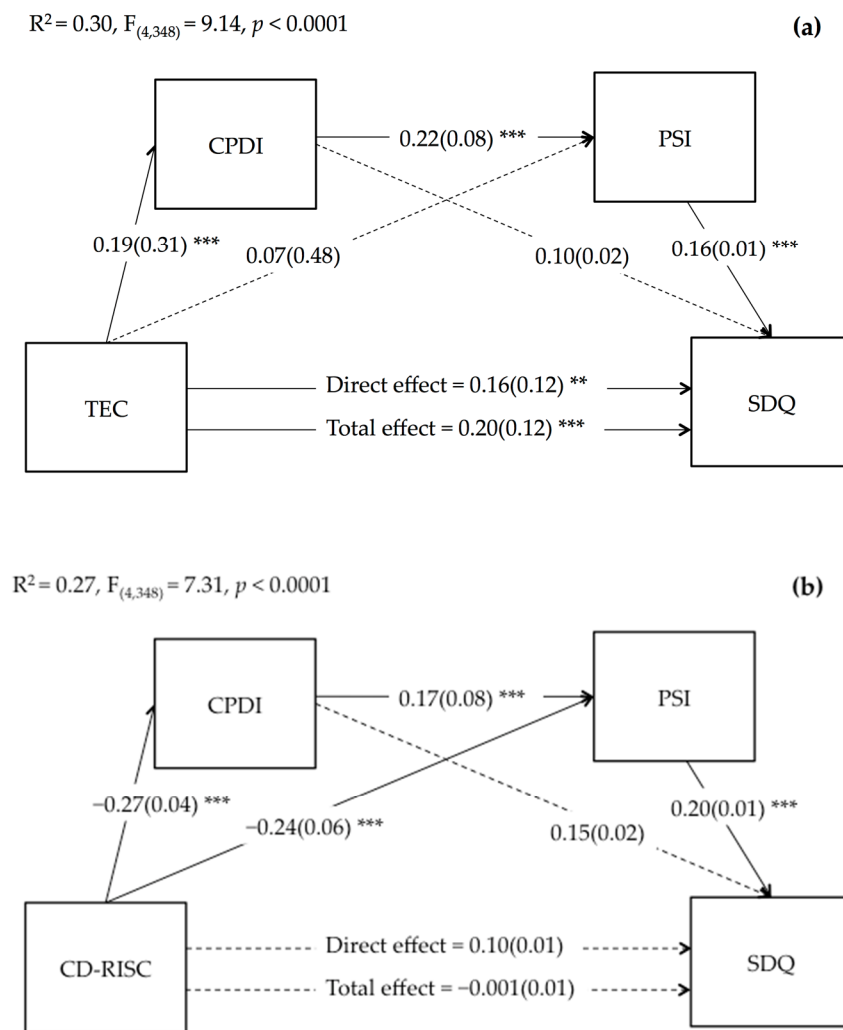 R² = 0.30, F(4,348) = 9.14, p < 0.0001
(a)
CPDI
PSI
0.22(0.08) ***
0.19(0.31) ***
0.07(0.48)
0.10(0.02)
0.16(0.01) ***
TEC
Direct effect = 0.16(0.12) **
Total effect = 0.20(0.12) ***
SDQ
R² = 0.27, F(4,348) = 7.31, p < 0.0001
(b)
CPDI
PSI
0.17(0.08) ***
−0.27(0.04) ***
−0.24(0.06) ***
0.15(0.02)
0.20(0.01) ***
CD-RISC
Direct effect = 0.10(0.01)
Total effect = −0.001(0.01)
SDQ